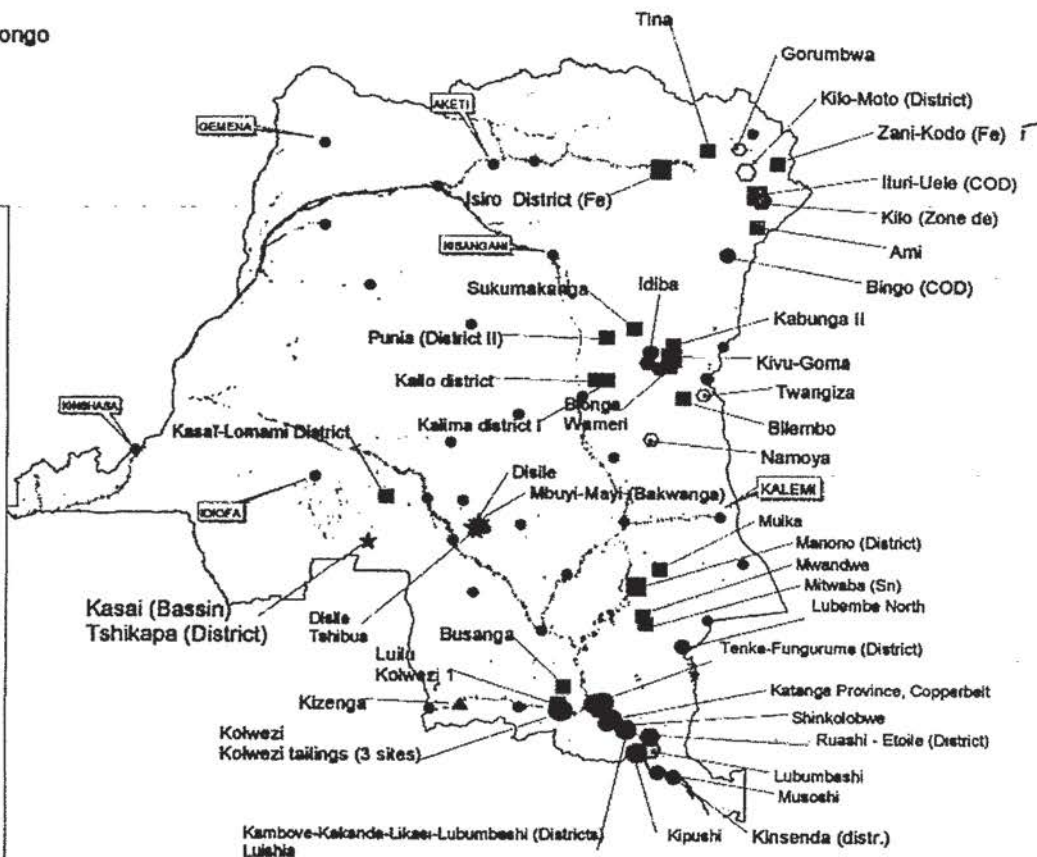 ongo
Tina
Gorumbwa
Kilo-Moto (District)
Zani-Kodo (Fe)
Ituri-Uele (COD)
Kilo (Zone de)
Ami
Bingo (COD)
GEMENA
AKETI
Isiro District (Fe)
KISANGANI
Sukumakanga
Idiba
Punia (District II)
Kabunga II
Kailo district
Kivu-Goma
Kalima district I
Bionga
Wameri
Twangiza
Bilembo
KINSHASA
Kasaï-Lomami District
Namoya
Disile
Mbuyi-Mayi (Bakwanga)
KALEMI
IDIOFA
Muika
Manono (District)
Mwandwe
Mitwaba (Sn)
Lubembe North
Kasai (Bassin)
Tshikapa (District)
Disile
Tshibua
Busanga
Tenke-Fungurume (District)
Luilu
Kolwezi 1
Katanga Province, Copperbelt
Kizenga
Shinkolobwe
Kolwezi
Kolwezi tailings (3 sites)
Ruashi - Etoile (District)
Lubumbashi
Musoshi
Kambove-Kakanda-Likasi-Lubumbashi (Districts)
Luishia
Kipushi
Kinsenda (distr.)